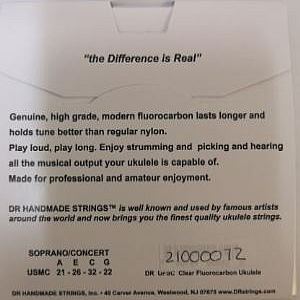 "the Difference is Real"
Genuine, high grade, modern fluorocarbon lasts longer and
holds tune better than regular nylon.
Play loud, play long. Enjoy strumming and picking and hearing
all the musical output your ukulele is capable of.
Made for professional and amateur enjoyment.
DR HANDMADE STRINGS™ is well known and used by famous artists
around the world and now brings you the finest quality ukulele strings.
SOPRANO/CONCERT
A E C G
USMC 21 - 26 - 32 - 22
21000072
DR Clear Fluorocarbon Ukulele
DR HANDMADE STRINGS, INC · 40 Carver Avenue, Westwood, NJ 07675 www.DRstrings.com